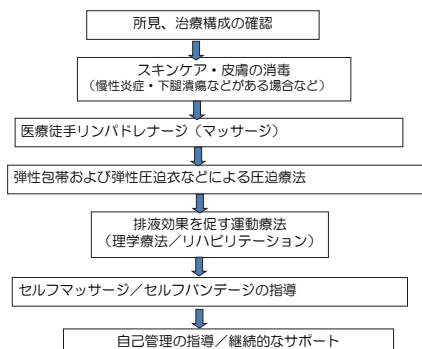 所見、治療構成の確認
スキンケア・皮膚の消毒
（慢性炎症・下腿潰瘍などがある場合など）
医療徒手リンパドレナージ（マッサージ）
弾性包帯および弾性圧迫衣などによる圧迫療法
排液効果を促す運動療法
（理学療法／リハビリテーション）
セルフマッサージ／セルフバンデージの指導
自己管理の指導／継続的なサポート